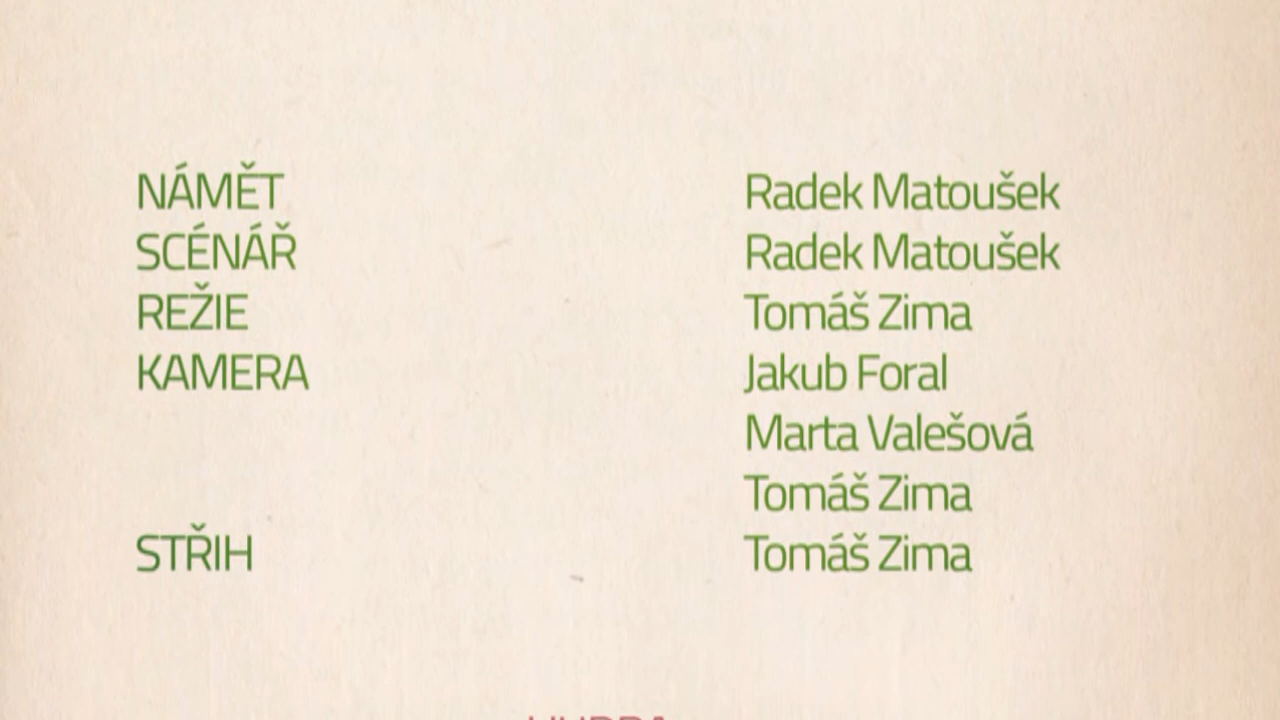 NÁMĚT Radek Matoušek
SCÉNÁŘ Radek Matoušek
REŽIE Tomáš Zima
KAMERA Jakub Foral
Marta Valešová
Tomáš Zima
STŘIH Tomáš Zima